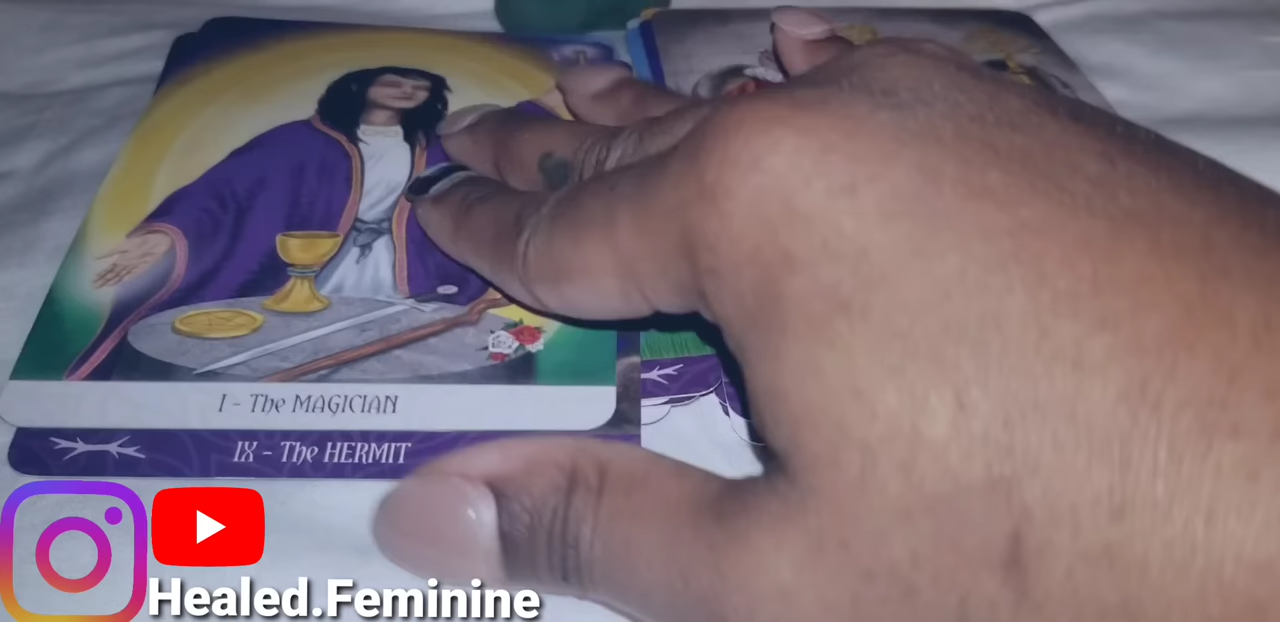 I - The MAGICIAN
IX - The HERMIT
Healed.Feminine